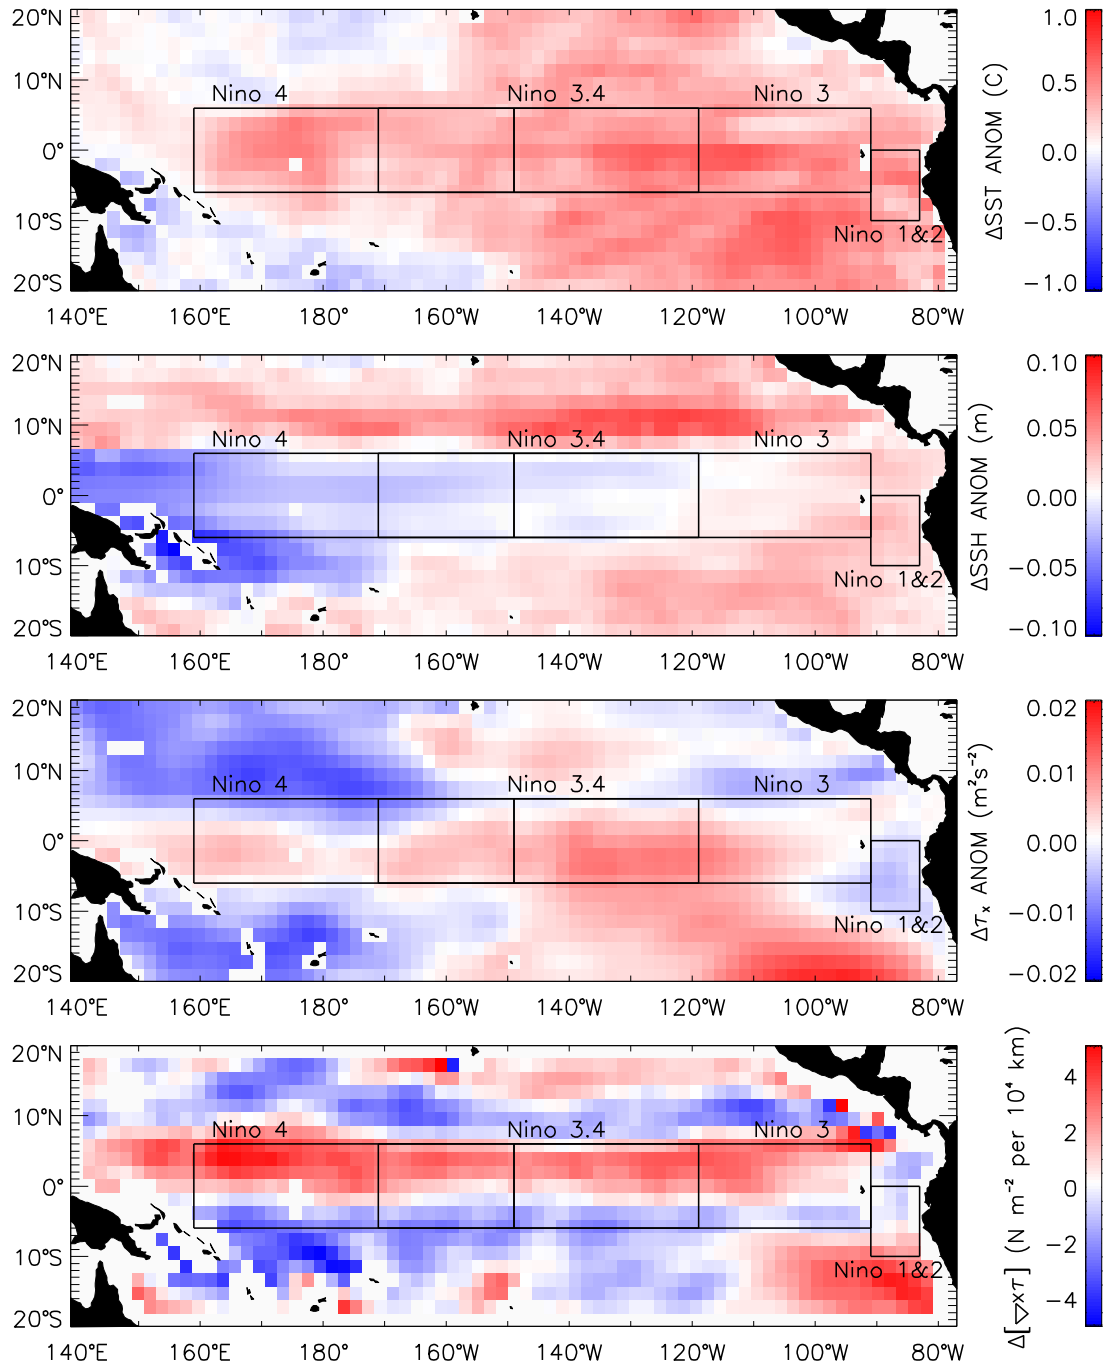 20°N
10°N
0°
10°S
20°S
Nino 4
Nino 3.4
Nino 3
Nino 1&2
140°E
160°E
180°
160°W
140°W
120°W
100°W
80°W
1.0
0.5
0.0
−0.5
−1.0
ΔSST ANOM (C)
20°N
10°N
0°
10°S
20°S
Nino 4
Nino 3.4
Nino 3
Nino 1&2
140°E
160°E
180°
160°W
140°W
120°W
100°W
80°W
0.10
0.05
0.00
−0.05
−0.10
ΔSSH ANOM (m)
20°N
10°N
0°
10°S
20°S
Nino 4
Nino 3.4
Nino 3
Nino 1&2
140°E
160°E
180°
160°W
140°W
120°W
100°W
80°W
0.02
0.01
0.00
−0.01
−0.02
Δτₓ ANOM (m²s⁻²)
20°N
10°N
0°
10°S
20°S
Nino 4
Nino 3.4
Nino 3
Nino 1&2
140°E
160°E
180°
160°W
140°W
120°W
100°W
80°W
4
2
0
−2
−4
Δ[▽×τ] (N m⁻² per 10⁴ km)